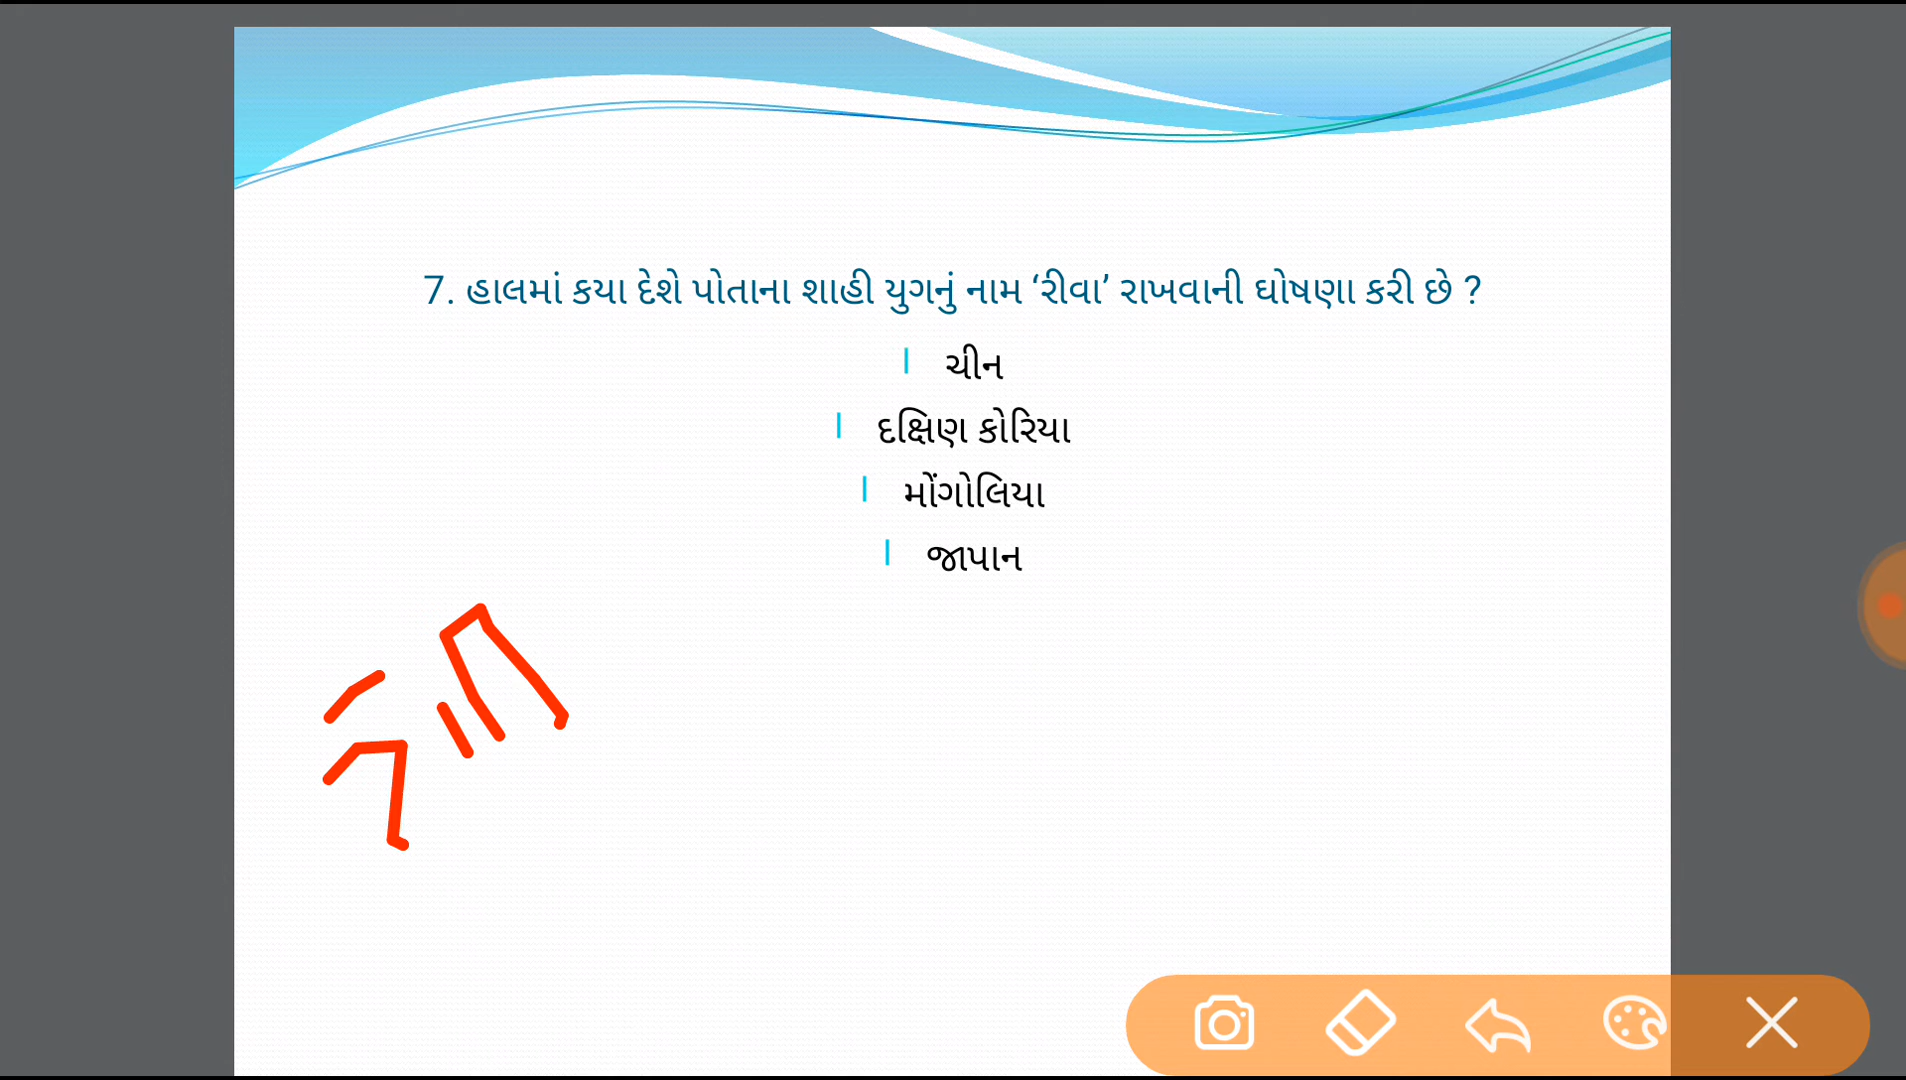 7. હાલમાં કયા દેશે પોતાના શાહી યુગનું નામ ‘રીવા’ રાખવાની ઘોષણા કરી છે ?
ચીન
દક્ષિણ કોરિયા
મોંગોલિયા
જાપાન